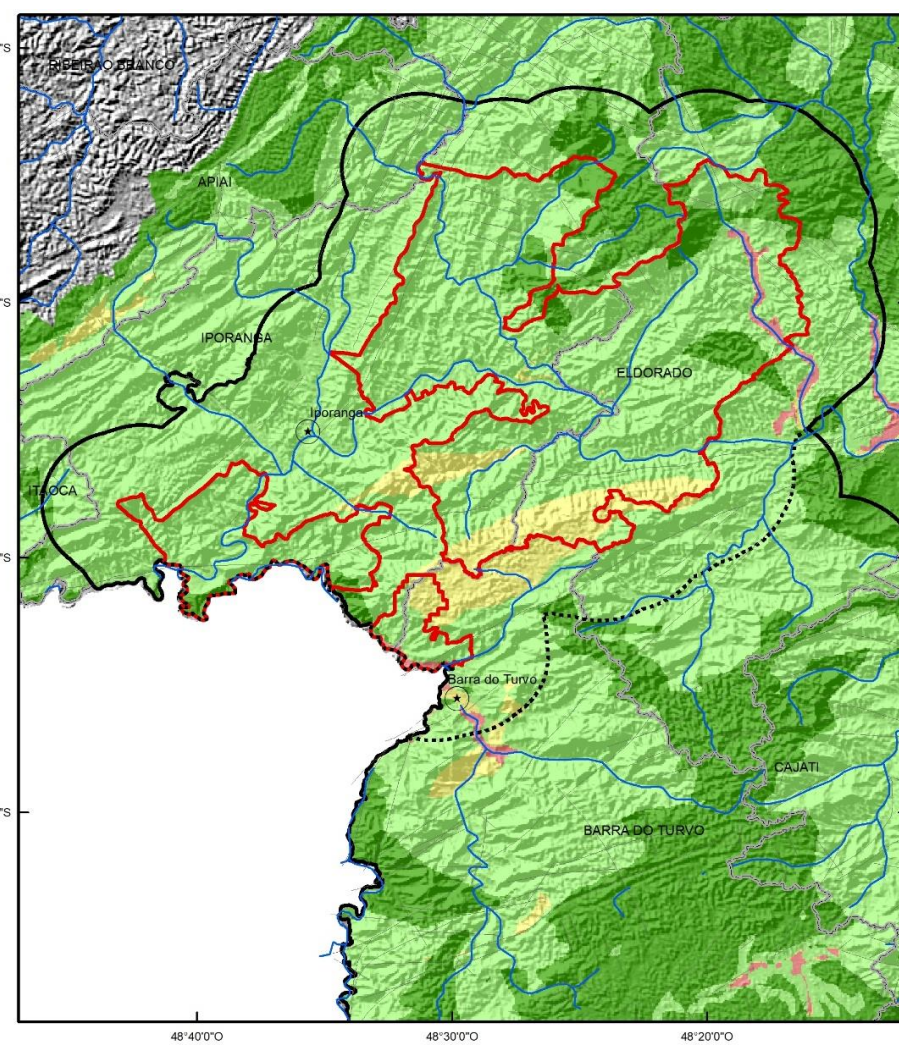 °S
RIBEIRÃO BRANCO
APIAI
°S
IPORANGA
ELDORADO
Iporanga
ITAOCA
°S
Barra do Turvo
CAJATI
°S
BARRA DO TURVO
48°40'0"O
48°30'0"O
48°20'0"O